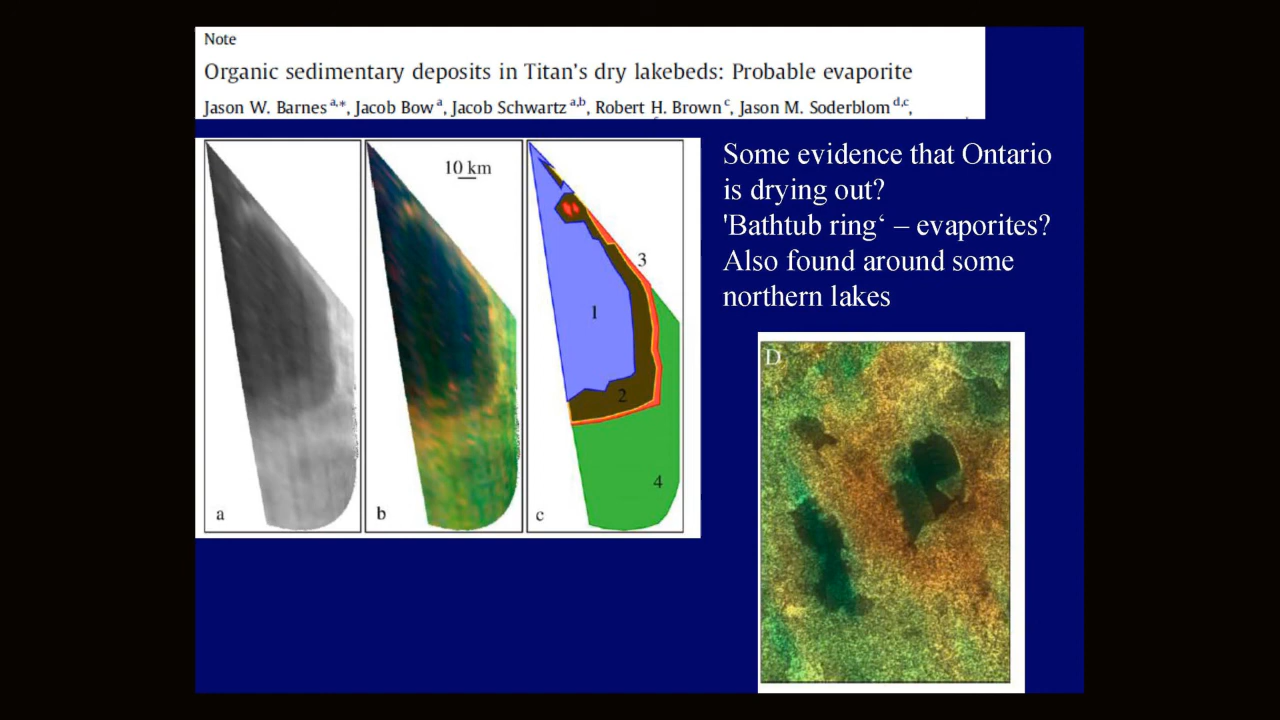 Note
Organic sedimentary deposits in Titan's dry lakebeds: Probable evaporite
Jason W. Barnes a,*, Jacob Bow a, Jacob Schwartz a,b, Robert H. Brown c, Jason M. Soderblom d,c,
Some evidence that Ontario
is drying out?
'Bathtub ring‘ – evaporites?
Also found around some
northern lakes
10 km
3
1
2
4
a
b
c
D